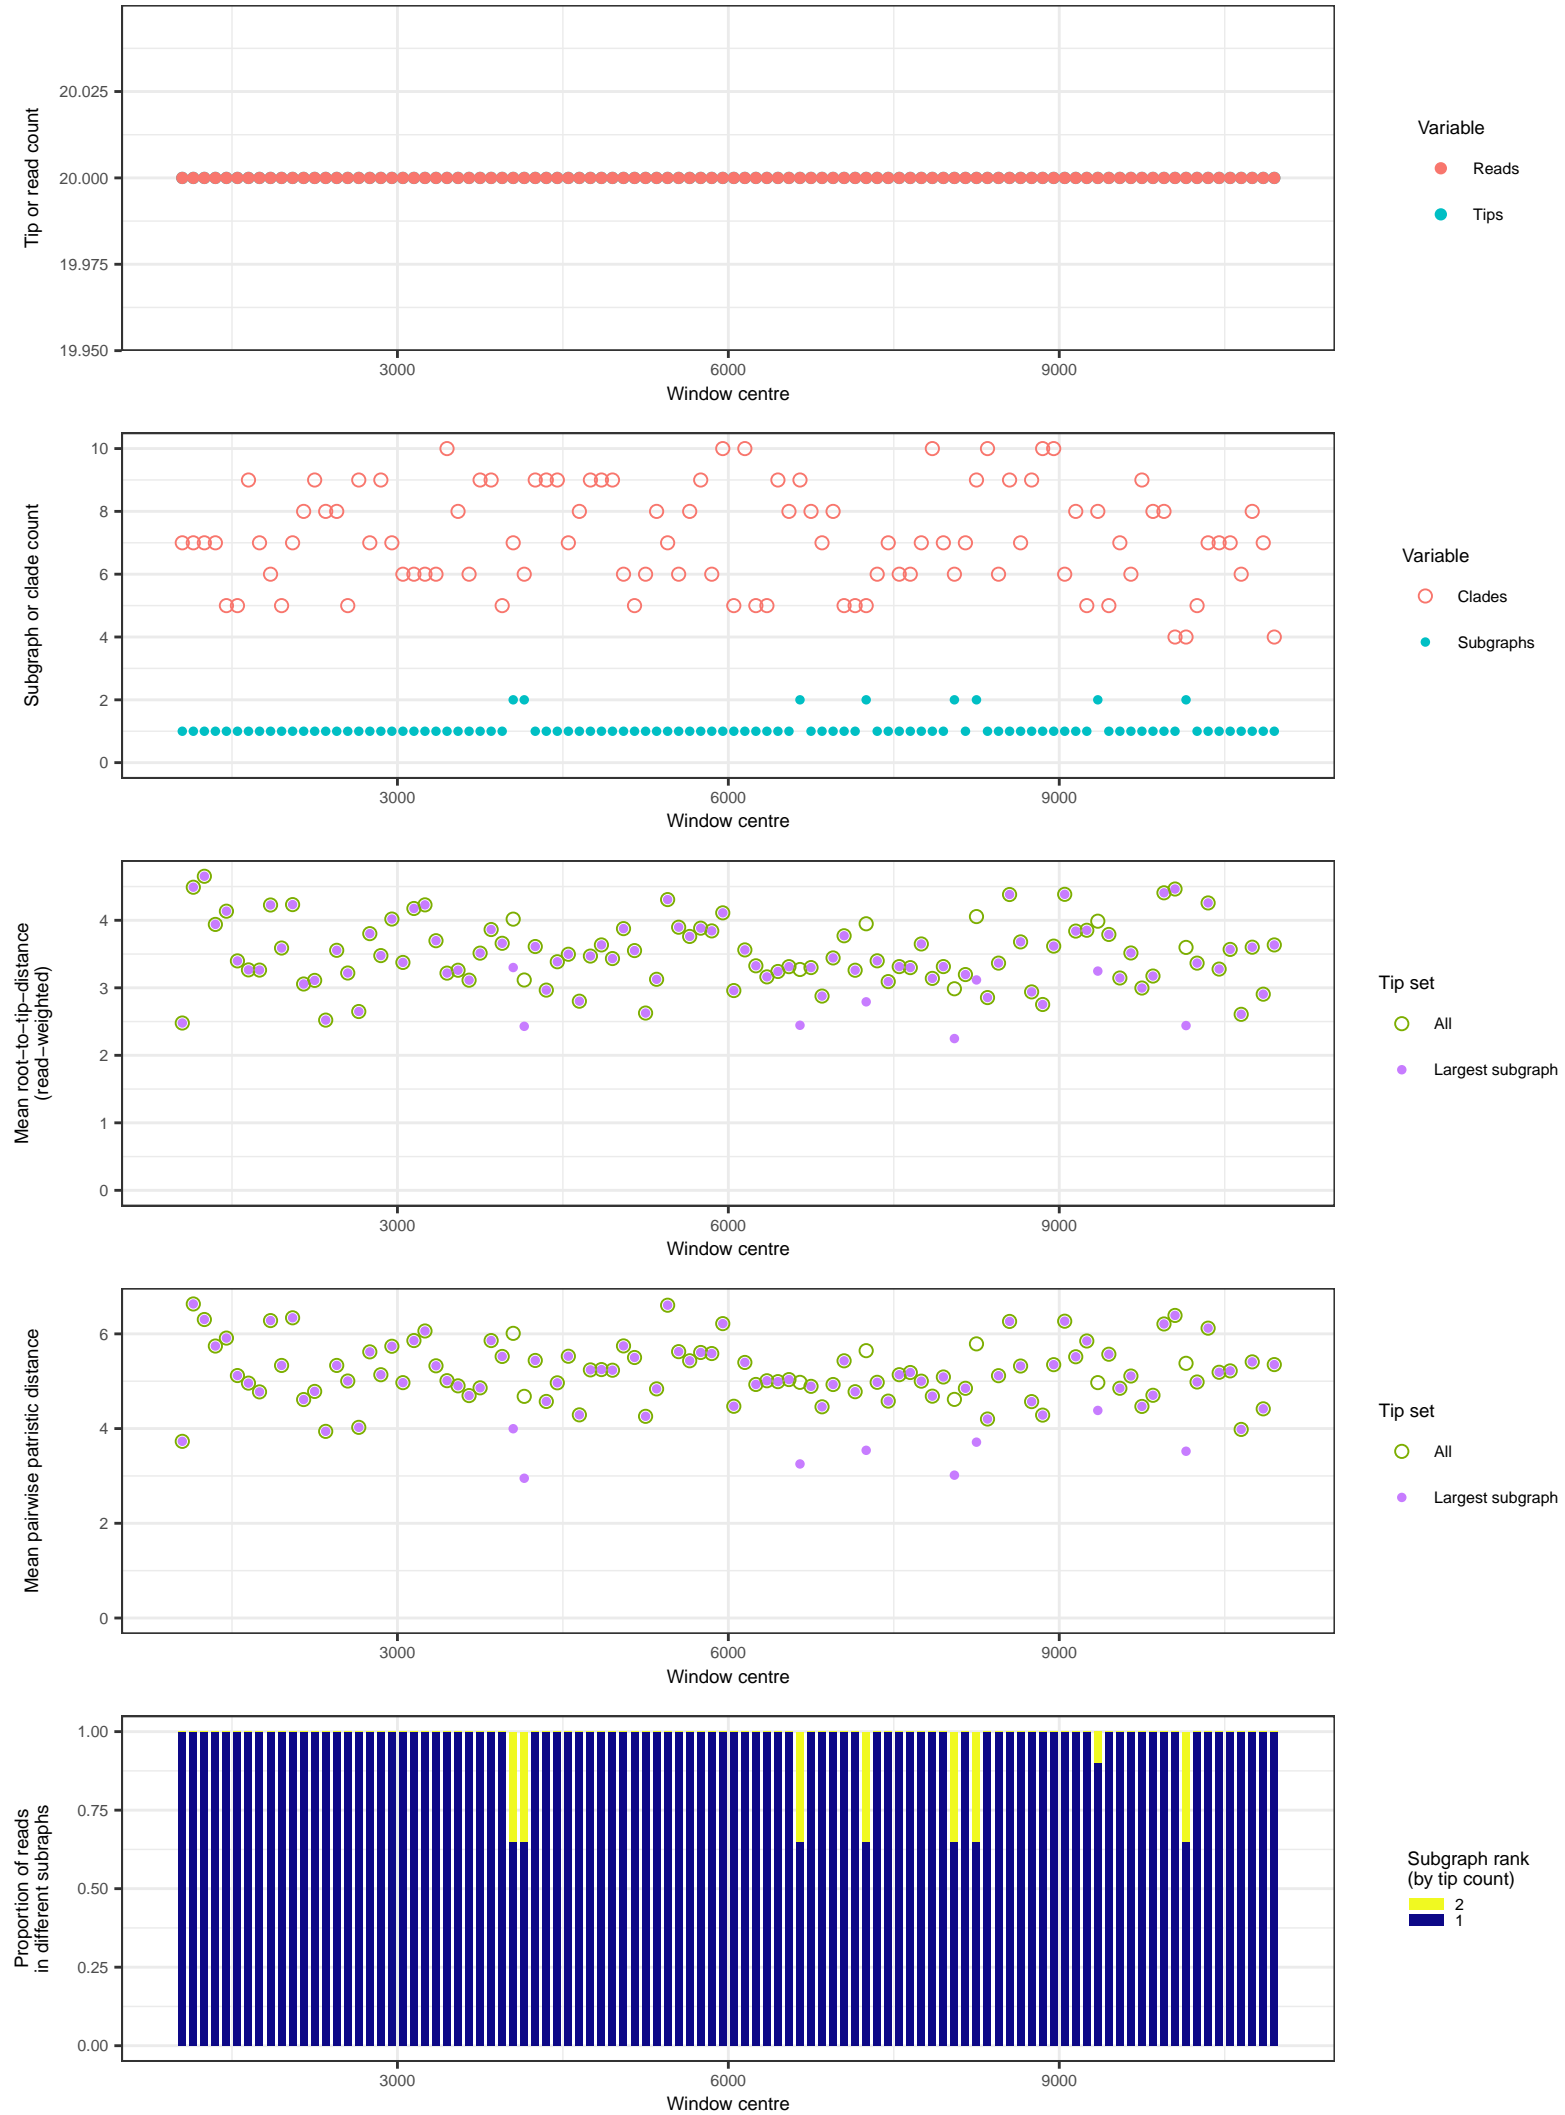 20.025
20.000
19.975
19.950
Tip or read count
3000
6000
9000
Window centre
Variable
Reads
Tips
10
8
6
4
2
0
Subgraph or clade count
3000
6000
9000
Window centre
Variable
Clades
Subgraphs
4
3
2
1
0
Mean root−to−tip−distance
(read−weighted)
3000
6000
9000
Window centre
Tip set
All
Largest subgraph
6
4
2
0
Mean pairwise patristic distance
3000
6000
9000
Window centre
Tip set
All
Largest subgraph
1.00
0.75
0.50
0.25
0.00
Proportion of reads
in different subraphs
3000
6000
9000
Window centre
Subgraph rank
(by tip count)
2
1